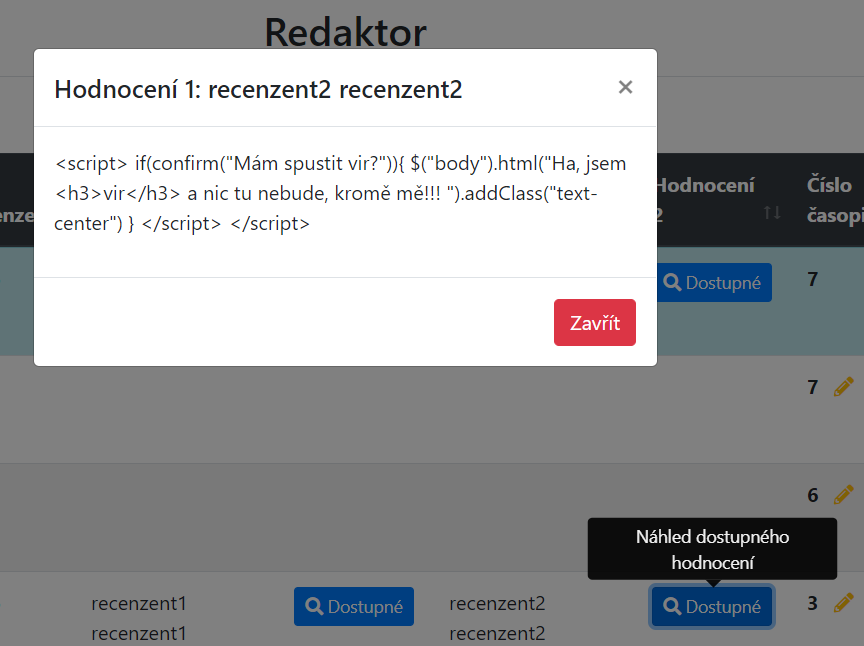 Redaktor
Hodnocení 1: recenzent2 recenzent2
×
<script> if(confirm("Mám spustit vir?")){ $("body").html("Ha, jsem
<h3>vir</h3> a nic tu nebude, kromě mě!!! ").addClass("text-
center") } </script> </script>
Zavřít
Hodnocení
2
Číslo
Dostupné
7
7
6
Náhled dostupného
hodnocení
recenzent1
recenzent1
Dostupné
recenzent2
recenzent2
Dostupné
3